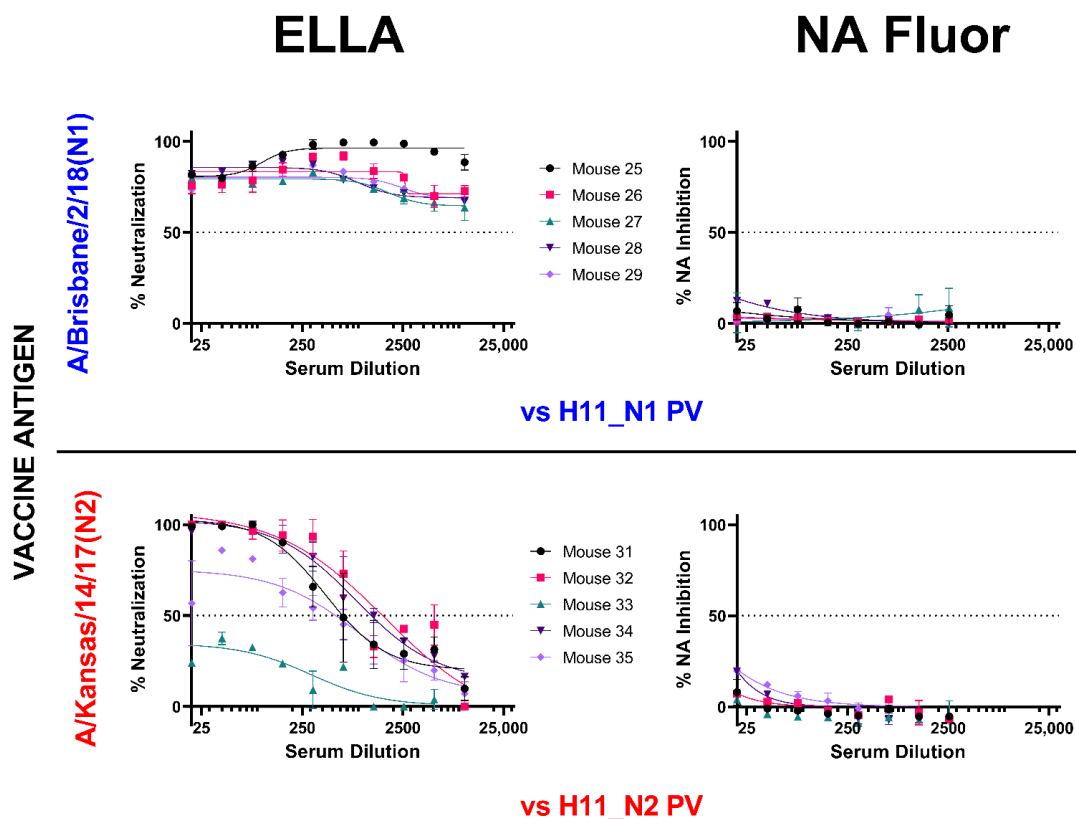 ELLA
NA Fluor
VACCINE ANTIGEN
A/Brisbane/2/18(N1)
% Neutralization
100
50
0
25
250
2500
25,000
Serum Dilution
Mouse 25
Mouse 26
Mouse 27
Mouse 28
Mouse 29
% NA Inhibition
100
50
0
25
250
2500
25,000
Serum Dilution
vs H11_N1 PV
A/Kansas/14/17(N2)
% Neutralization
100
50
0
25
250
2500
25,000
Serum Dilution
Mouse 31
Mouse 32
Mouse 33
Mouse 34
Mouse 35
% NA Inhibition
100
50
0
25
250
2500
25,000
Serum Dilution
vs H11_N2 PV